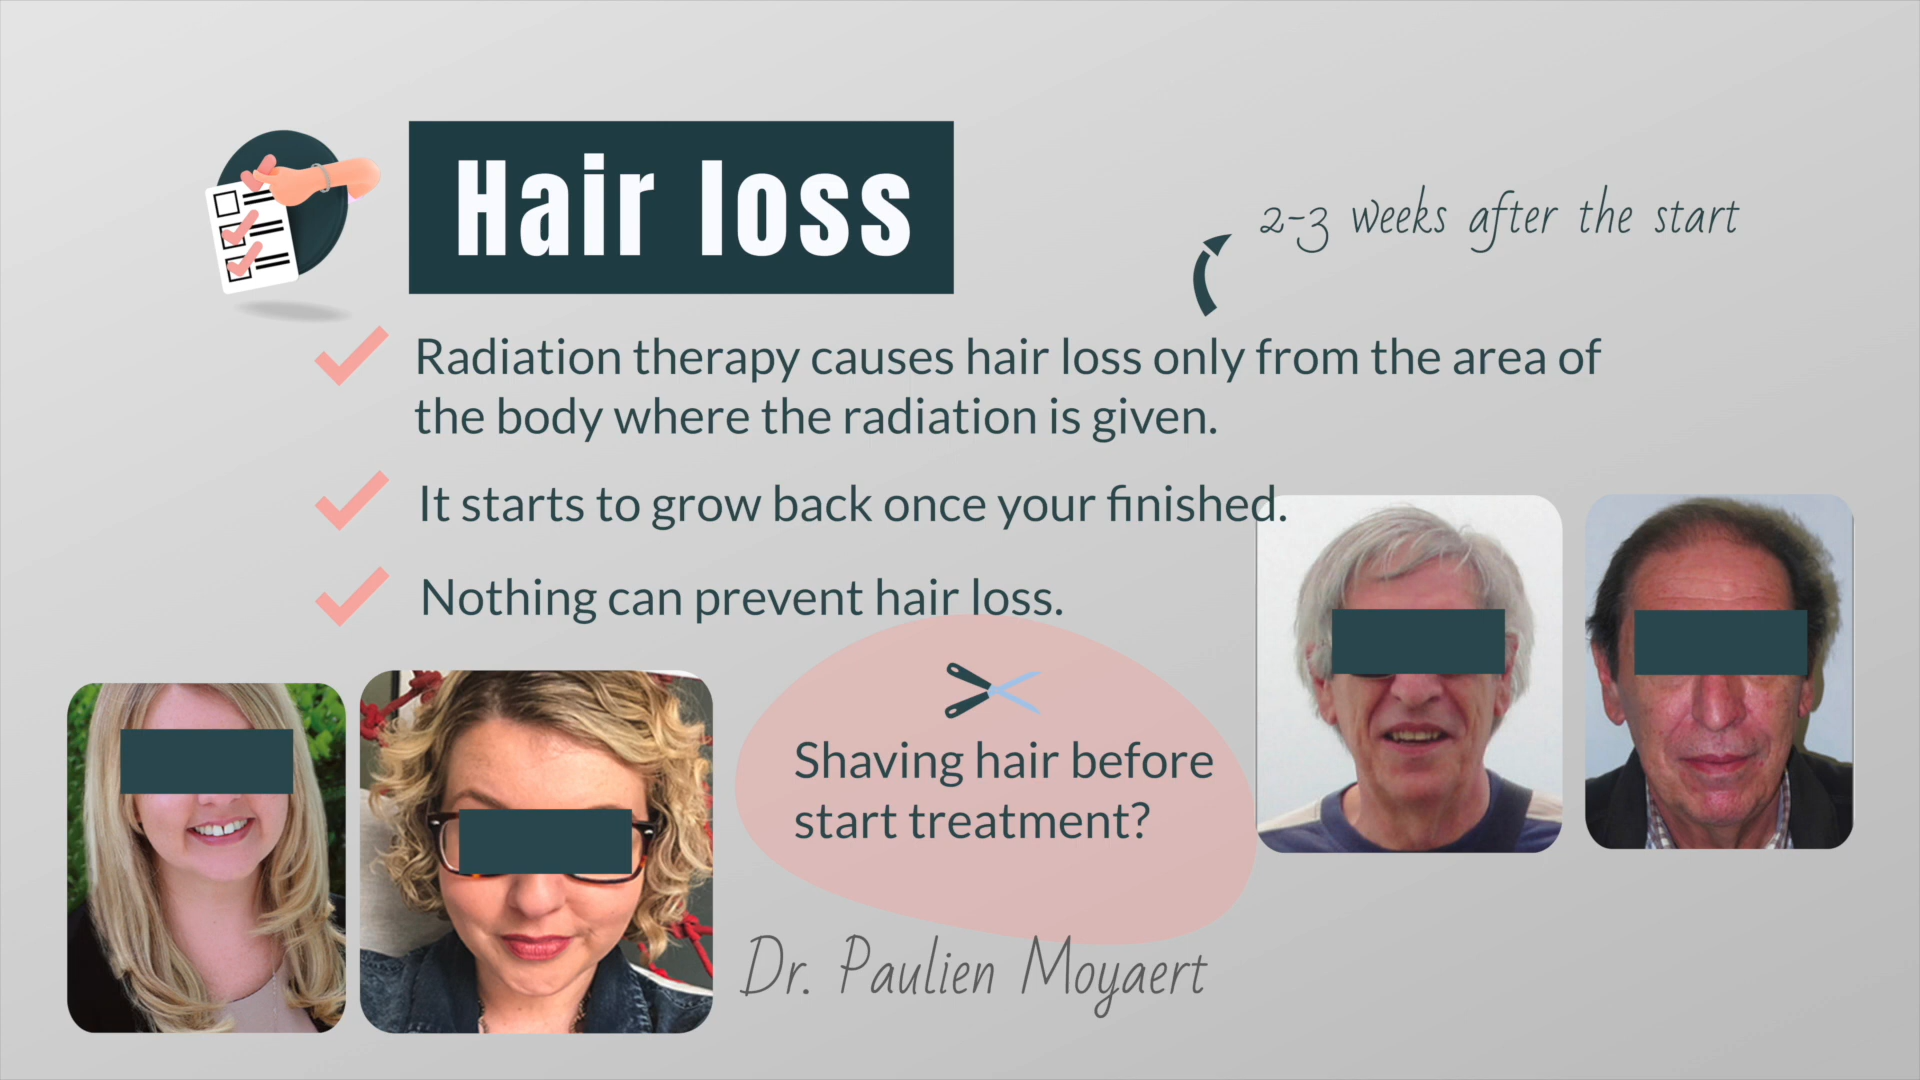 Hair loss
2-3 weeks after the start
Radiation therapy causes hair loss only from the area of
the body where the radiation is given.
It starts to grow back once your finished.
Nothing can prevent hair loss.
Shaving hair before
start treatment?
Dr. Paulien Moyaert